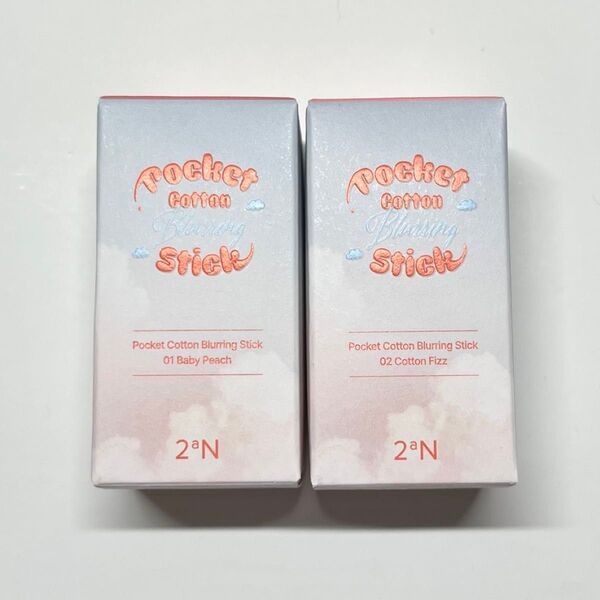 Pocket
Cotton
Blurring
Stick
Pocket Cotton Blurring Stick
01 Baby Peach
2aN
Pocket
Cotton
Blurring
Stick
Pocket Cotton Blurring Stick
02 Cotton Fizz
2aN